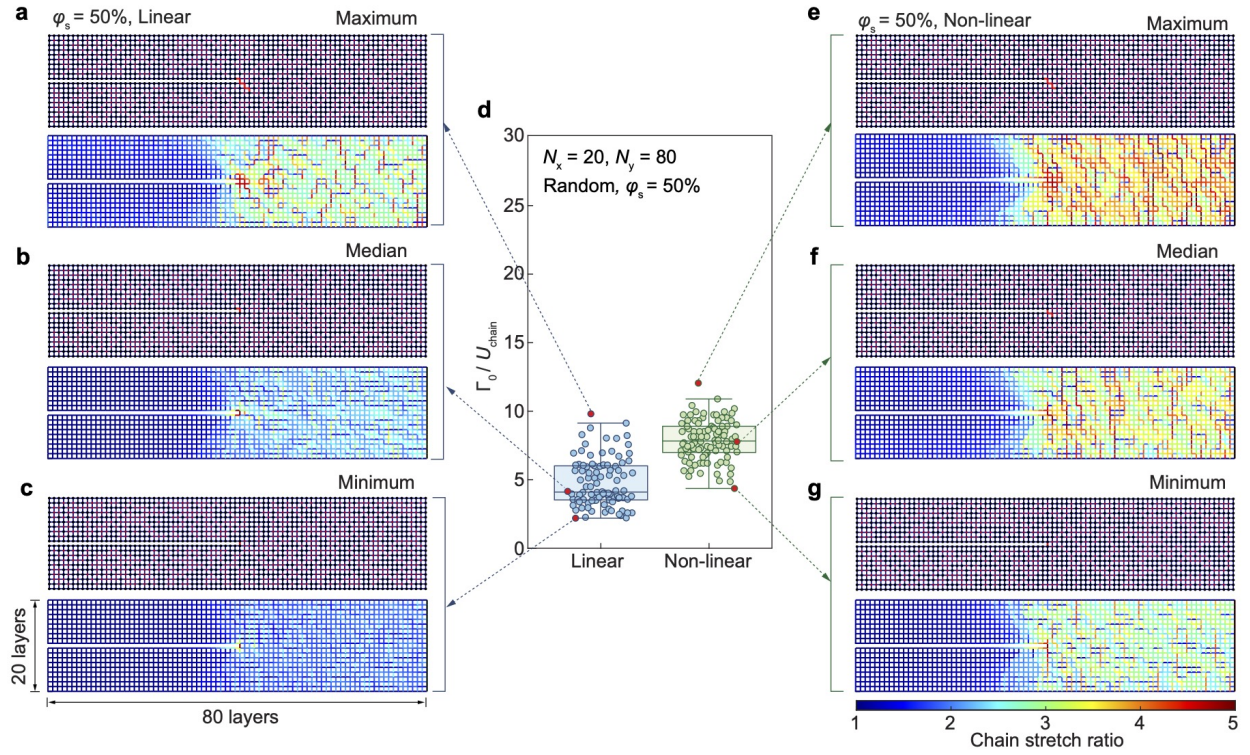 a
φs = 50%, Linear
Maximum
b
Median
c
Minimum
20 layers
80 layers
d
Nx = 20, Ny = 80
Random, φs = 50%
Γ0 / Uchain
30
25
20
15
10
5
0
Linear
Non-linear
e
φs = 50%, Non-linear
Maximum
f
Median
g
Minimum
1 2 3 4 5
Chain stretch ratio